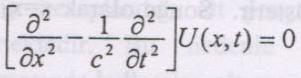 [∂²/∂x² − 1/c² ∂²/∂t²]U(x,t) = 0